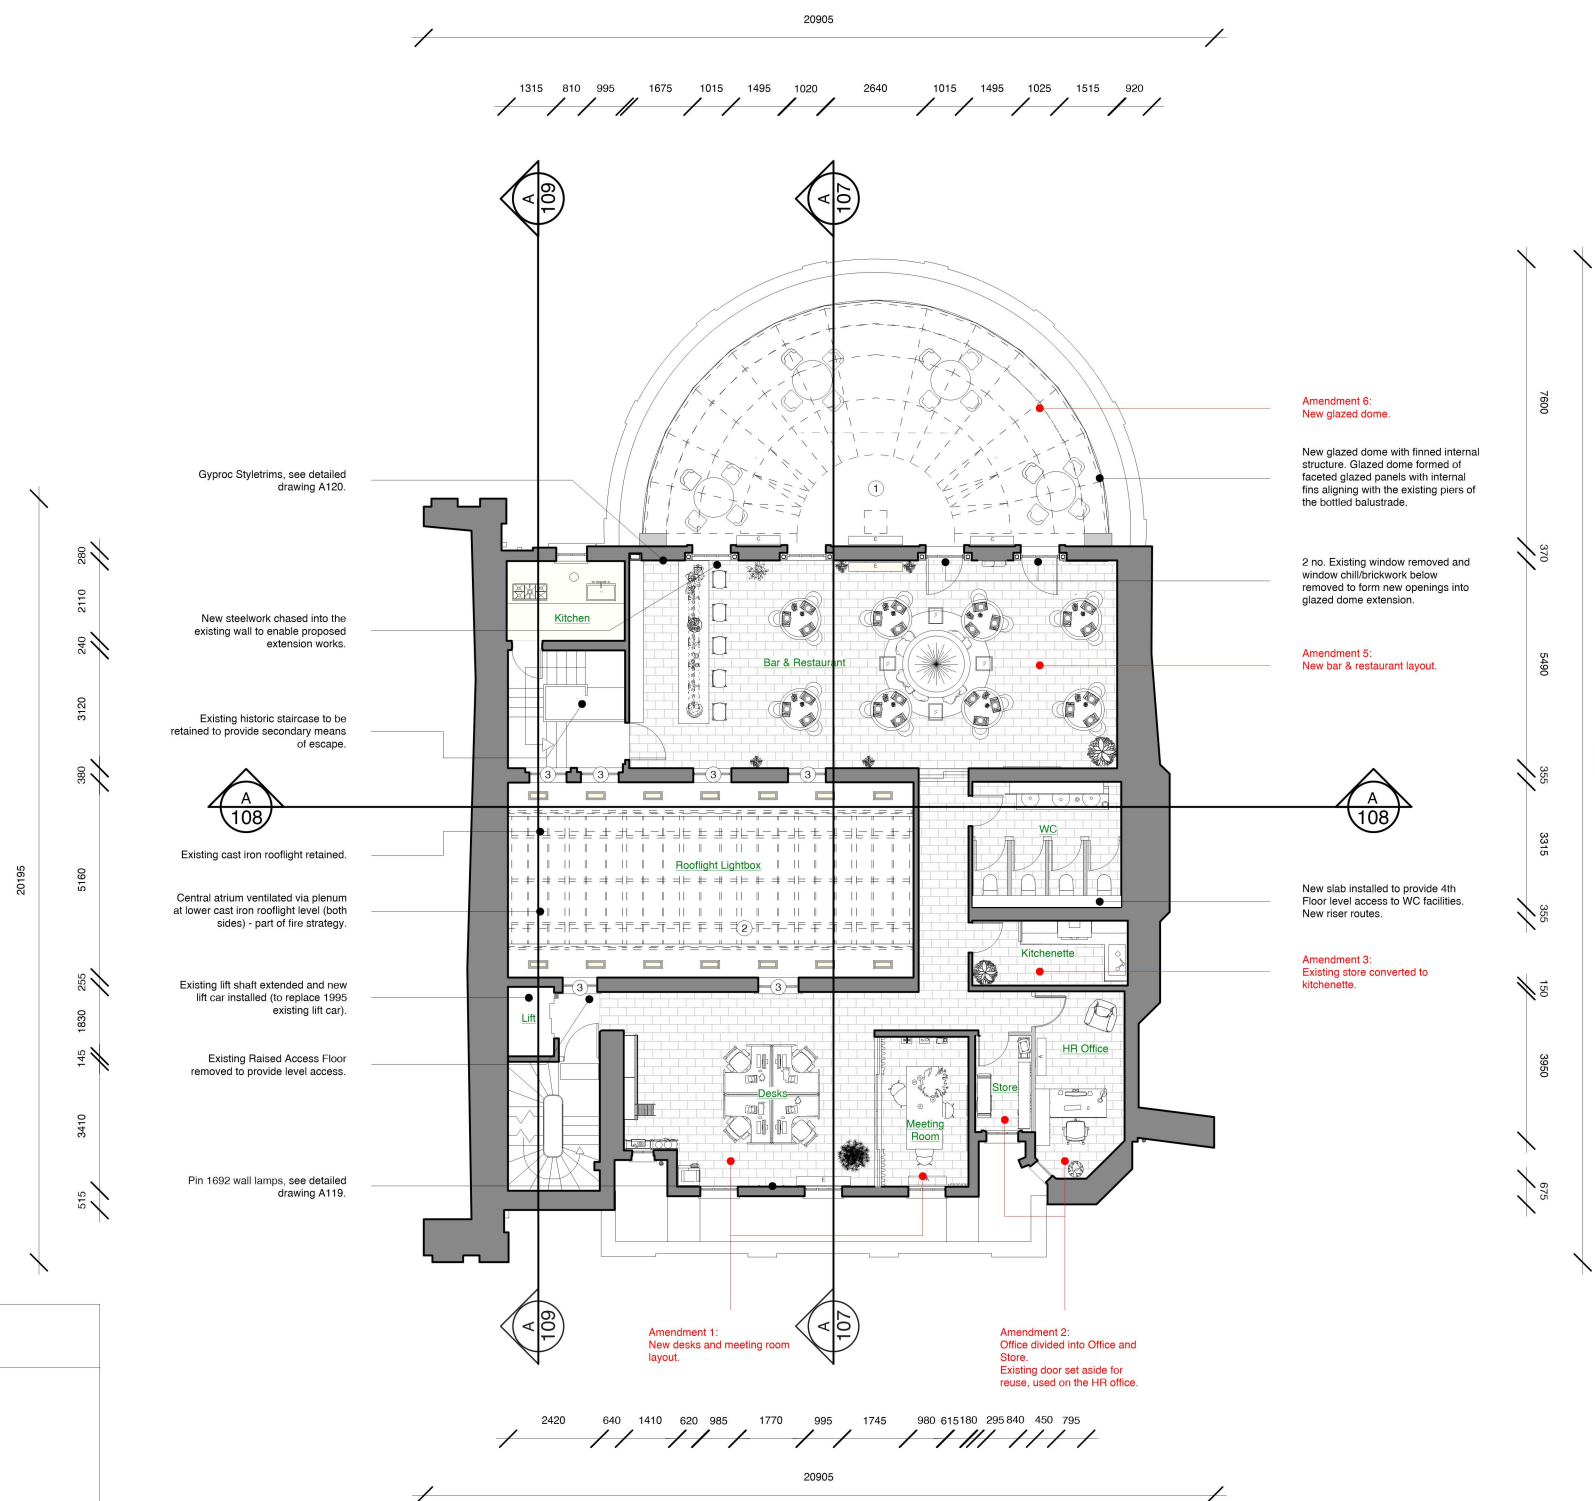 20905
1315 810 995 1675 1015 1495 1020 2640 1015 1495 1025 1515 920
A
109
A
107
Amendment 6:
New glazed dome.
New glazed dome with finned internal
structure. Glazed dome formed of
faceted glazed panels with internal
fins aligning with the existing piers of
the bottled balustrade.
2 no. Existing window removed and
window chill/brickwork below
removed to form new openings into
glazed dome extension.
Amendment 5:
New bar & restaurant layout.
New slab installed to provide 4th
Floor level access to WC facilities.
New riser routes.
Amendment 3:
Existing store converted to
kitchenette.
Gyproc Styletrims, see detailed
drawing A120.
New steelwork chased into the
existing wall to enable proposed
extension works.
Existing historic staircase to be
retained to provide secondary means
of escape.
Existing cast iron rooflight retained.
Central atrium ventilated via plenum
at lower cast iron rooflight level (both
sides) - part of fire strategy.
Existing lift shaft extended and new
lift car installed (to replace 1995
existing lift car).
Existing Raised Access Floor
removed to provide level access.
Pin 1692 wall lamps, see detailed
drawing A119.
1
C
E
C
E
Kitchen
Bar & Restaurant
3
3
3
3
A
108
A
108
WC
Rooflight Lightbox
2
Kitchenette
3
3
Lift
HR Office
A
Desks
Store
Meeting
Room
E
A
20195
280
2110
240
3120
380
5160
255
1830
145
3410
515
7600
370
5490
355
3315
355
150
3950
675
A
109
A
107
Amendment 1:
New desks and meeting room
layout.
Amendment 2:
Office divided into Office and
Store.
Existing door set aside for
reuse, used on the HR office.
2420 640 1410 620 985 1770 995 1745 980 615 180 295 840 450 795
20905